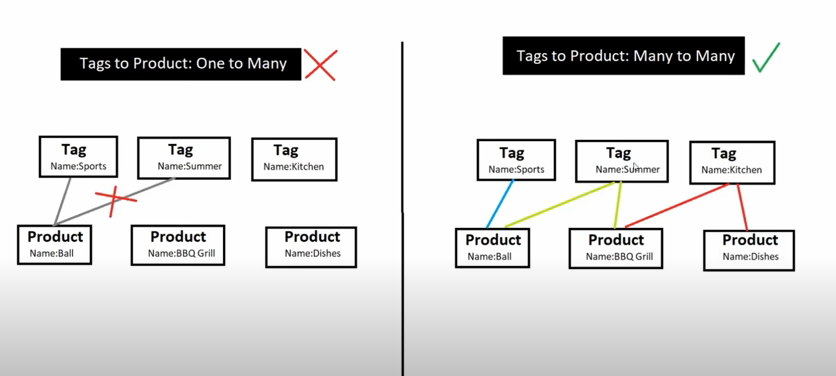 Tags to Product: One to Many
Tag
Name:Sports
Tag
Name:Summer
Tag
Name:Kitchen
Product
Name:Ball
Product
Name:BBQ Grill
Product
Name:Dishes
Tags to Product: Many to Many
Tag
Name:Sports
Tag
Name:Summer
Tag
Name:Kitchen
Product
Name:Ball
Product
Name:BBQ Grill
Product
Name:Dishes